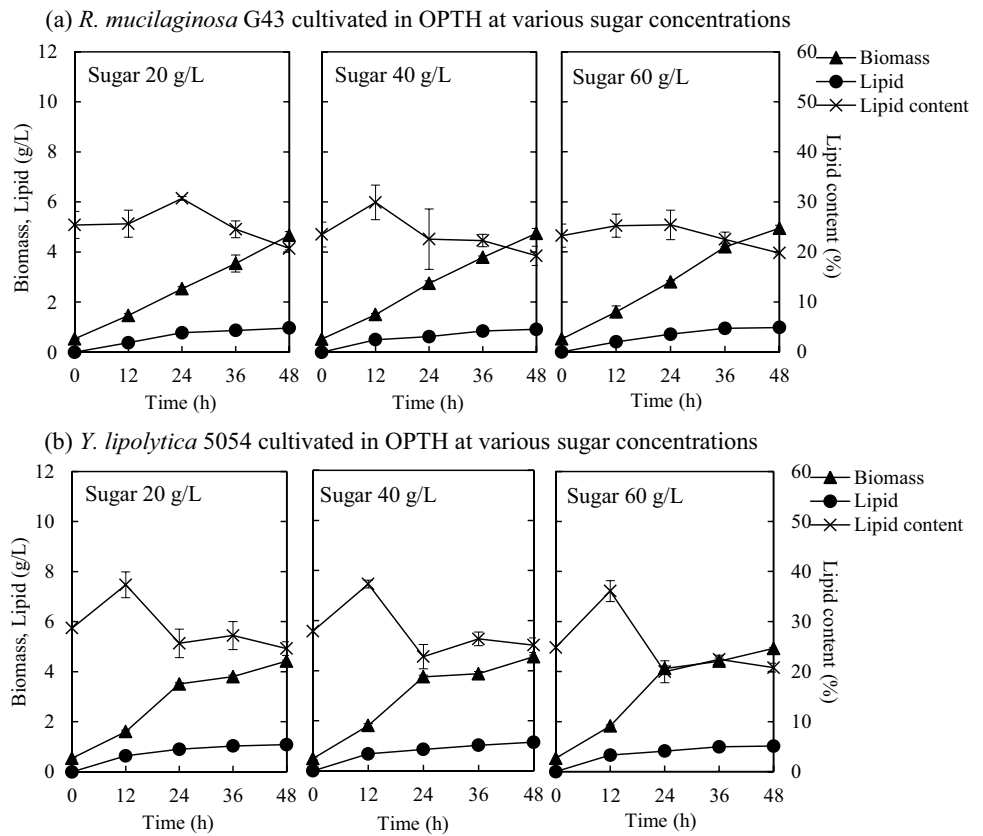 (a) R. mucilaginosa G43 cultivated in OPTH at various sugar concentrations
12 10 8 6 4 2 0
Biomass, Lipid (g/L)
Sugar 20 g/L
0 12 24 36 48
Time (h)
Sugar 40 g/L
0 12 24 36 48
Time (h)
Sugar 60 g/L
0 12 24 36 48
Time (h)
60 50 40 30 20 10 0
Lipid content (%)
Biomass
Lipid
Lipid content
(b) Y. lipolytica 5054 cultivated in OPTH at various sugar concentrations
12 10 8 6 4 2 0
Biomass, Lipid (g/L)
Sugar 20 g/L
0 12 24 36 48
Time (h)
Sugar 40 g/L
0 12 24 36 48
Time (h)
Sugar 60 g/L
0 12 24 36 48
Time (h)
60 50 40 30 20 10 0
Lipid content (%)
Biomass
Lipid
Lipid content